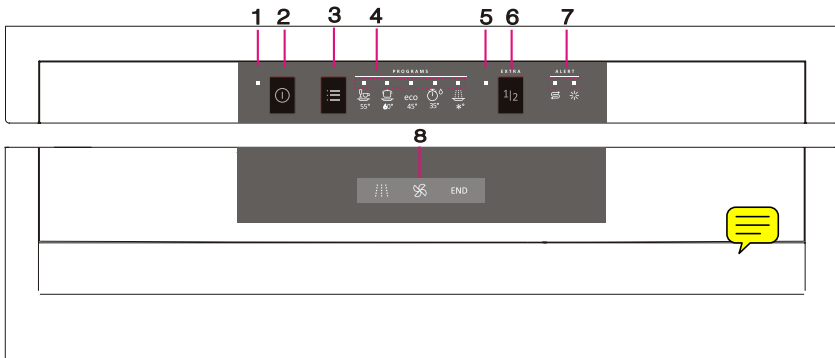 1 2 3 4 5 6 7
PROGRAMS EXTRA ALERT
1|2
eco
55° 60° 45° 35° *°
8
END